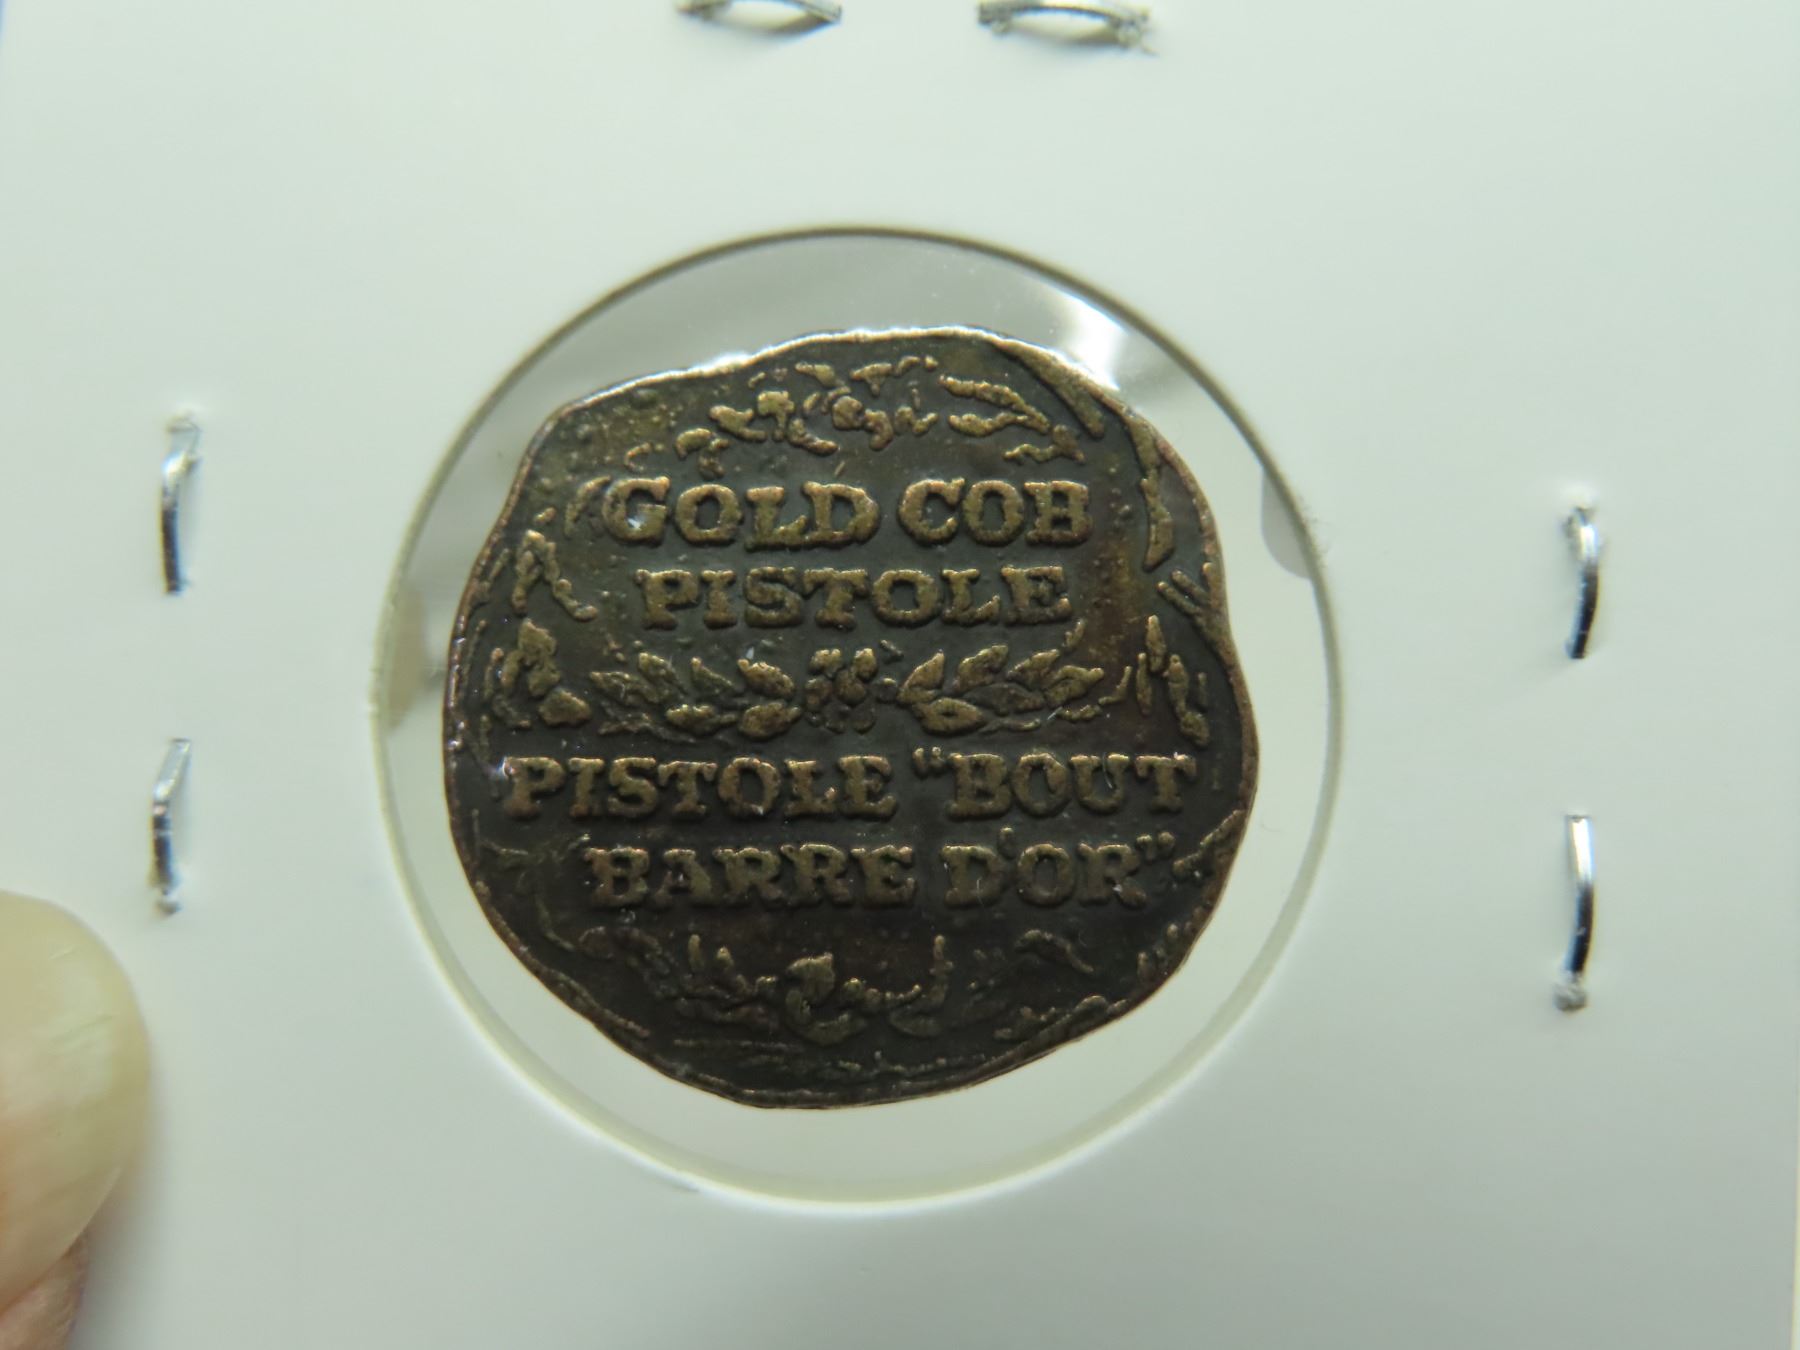 GOLD COB
PISTOLE
PISTOLE "BOUT
BARRE D'OR"